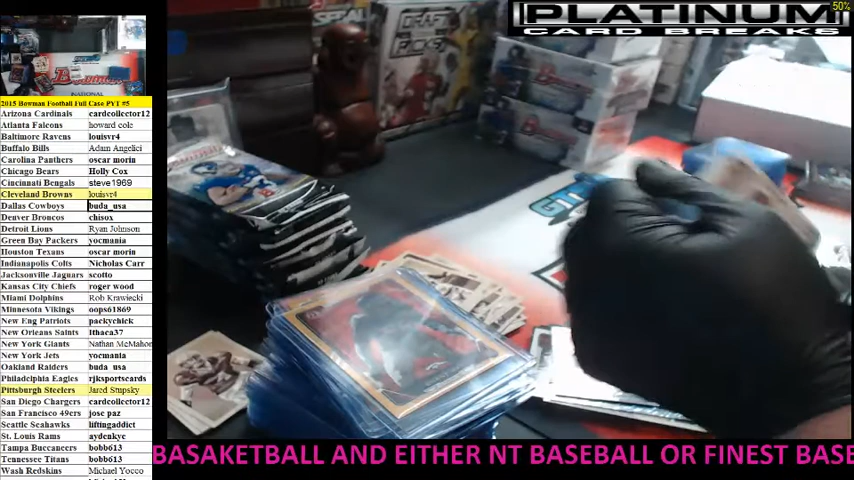 50%
PLATINUM
CARD BREAKS
DRAFT
PICKS
Bowman
NATIONAL
2015 Bowman Football Full Case PYT #5
Arizona Cardinals cardcollector12
Atlanta Falcons howard cole
Baltimore Ravens louisvr4
Buffalo Bills Adam Angelici
Carolina Panthers oscar morin
Chicago Bears Holly Cox
Cincinnati Bengals steve1969
Cleveland Browns louisvr4
Dallas Cowboys buda_usa
Denver Broncos chisox
Detroit Lions Ryan Johnson
Green Bay Packers yocmania
Houston Texans oscar morin
Indianapolis Colts Nicholas Carr
Jacksonville Jaguars scotto
Kansas City Chiefs roger wood
Miami Dolphins Rob Krawiecki
Minnesota Vikings oops61869
New Eng Patriots packychick
New Orleans Saints Ithaca37
New York Giants Nathan McMahon
New York Jets yocmania
Oakland Raiders buda_usa
Philadelphia Eagles rjksportscards
Pittsburgh Steelers Jared Stupsky
San Diego Chargers cardcollector12
San Francisco 49ers jose paz
Seattle Seahawks liftingaddict
St. Louis Rams aydenkyc
Tampa Buccaneers bobb613
Tennessee Titans bobb613
Wash Redskins Michael Yocco
BASAKETBALL AND EITHER NT BASEBALL OR FINEST BASE